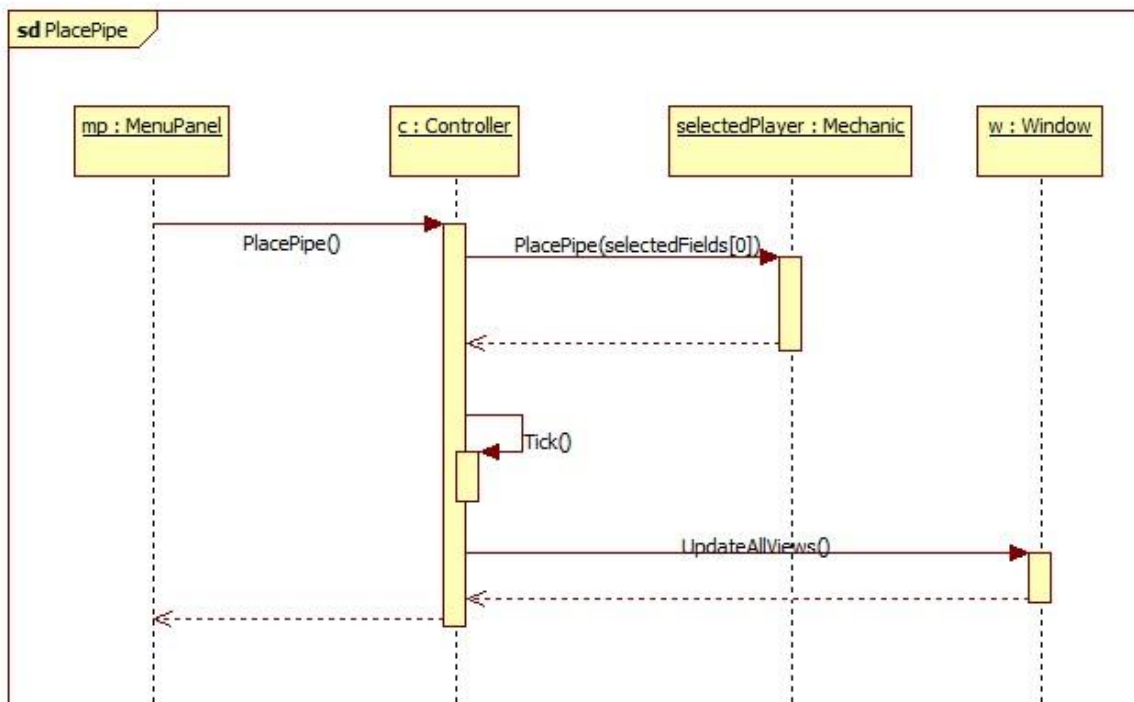 sd PlacePipe
mp : MenuPanel
c : Controller
selectedPlayer : Mechanic
w : Window
PlacePipe()
PlacePipe(selectedFields[0])
Tick()
UpdateAllViews()